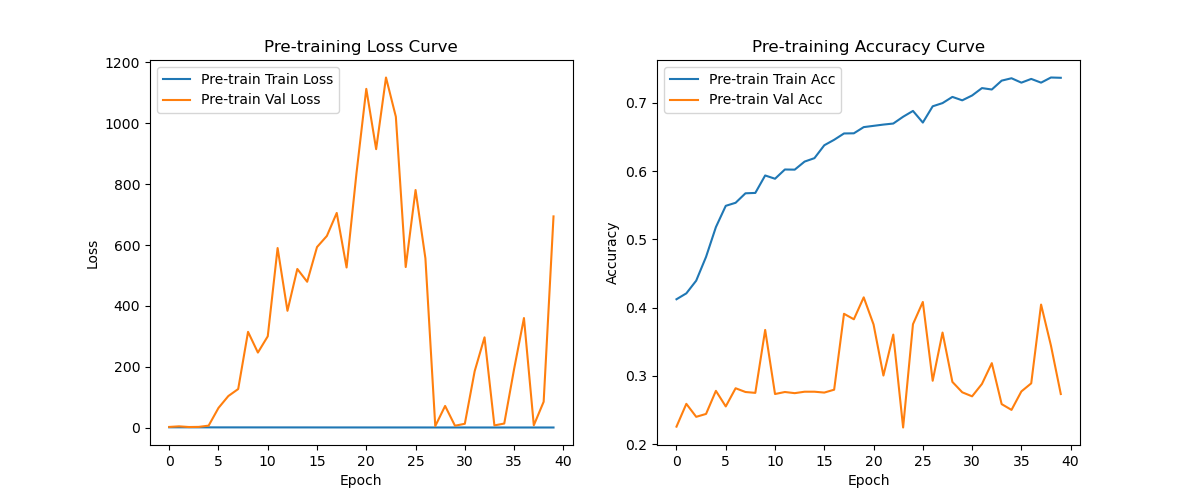 Pre-training Loss Curve
Pre-train Train Loss
Pre-train Val Loss
1200
1000
800
600
400
200
0
Loss
0 5 10 15 20 25 30 35 40
Epoch
Pre-training Accuracy Curve
Pre-train Train Acc
Pre-train Val Acc
0.7
0.6
0.5
0.4
0.3
0.2
Accuracy
0 5 10 15 20 25 30 35 40
Epoch